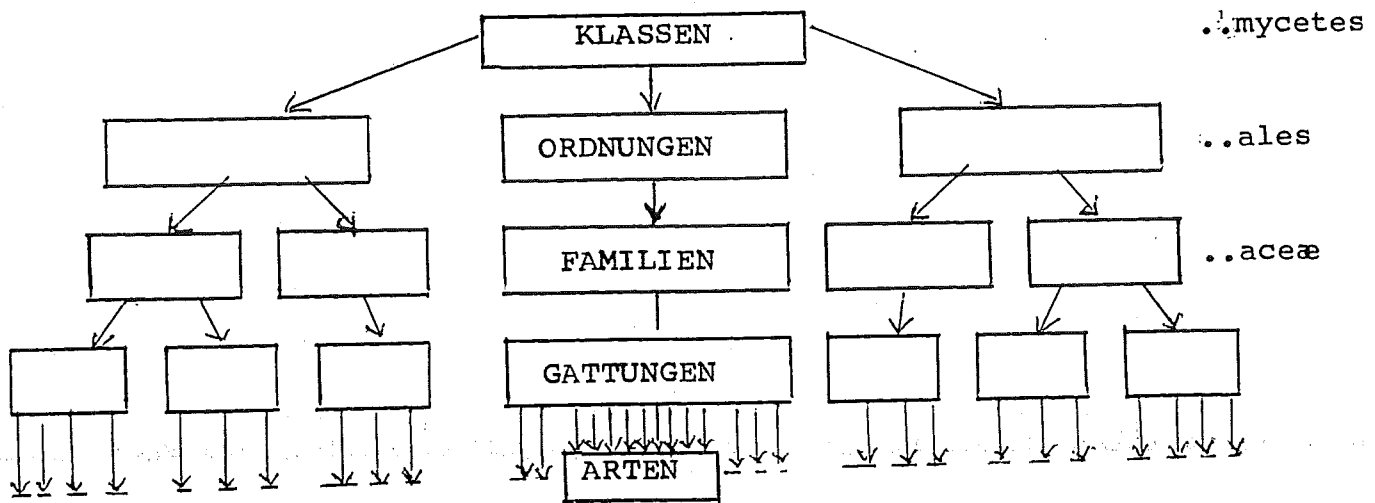 KLASSEN ..mycetes
ORDNUNGEN ..ales
FAMILIEN ..aceæ
GATTUNGEN
ARTEN